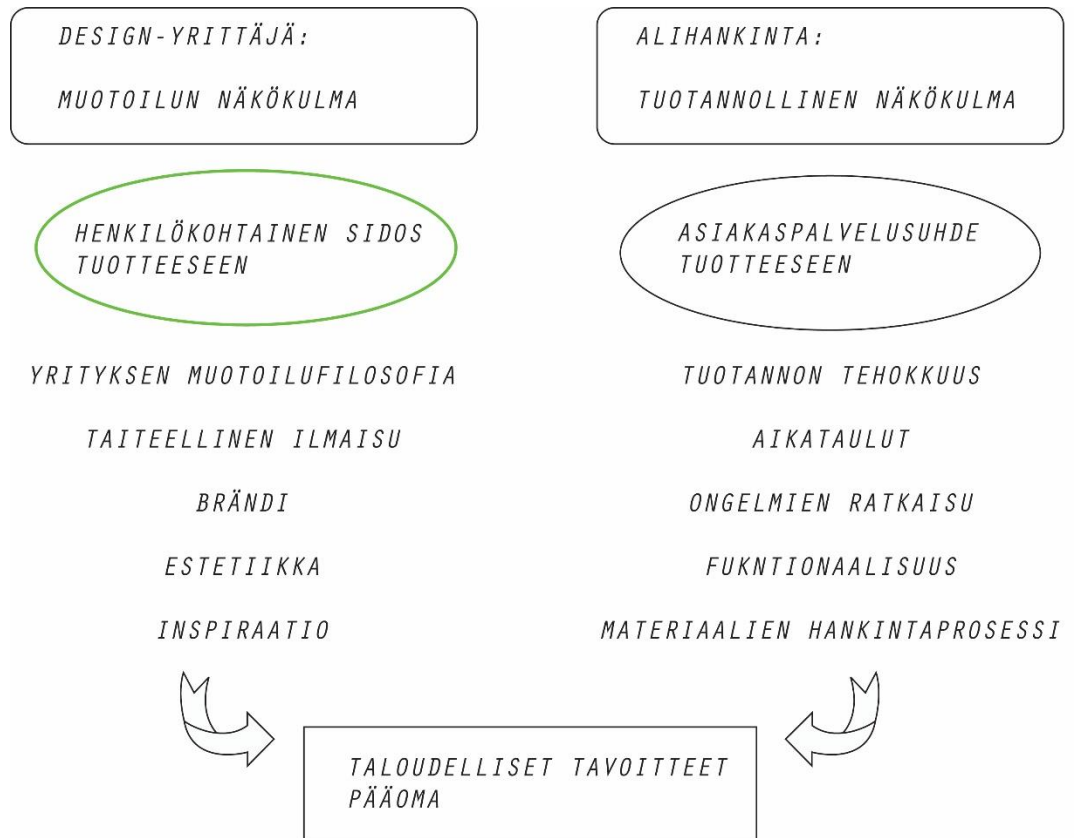 DESIGN-YRITTÄJÄ:
MUOTOILUN NÄKÖKULMA
HENKILÖKOHTAINEN SIDOS
TUOTTEESEEN
YRITYKSEN MUOTOILUFILOSOFIA
TAITEELLINEN ILMAISU
BRÄNDI
ESTETIIKKA
INSPIRAATIO
ALIHANKINTA:
TUOTANNOLLINEN NÄKÖKULMA
ASIAKASPALVELUSUHDE
TUOTTEESEEN
TUOTANNON TEHOKKUUS
AIKATAULUT
ONGELMIEN RATKAISU
FUKNTIONAALISUUS
MATERIAALIEN HANKINTAPROSESSI
TALOUDELLISET TAVOITTEET
PÄÄOMA